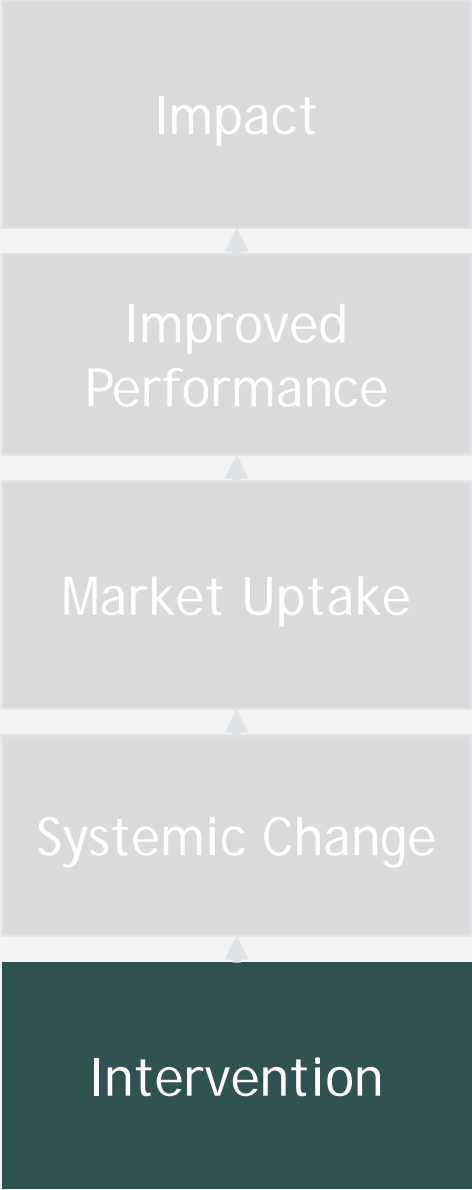 Impact
Improved
Performance
Market Uptake
Systemic Change
Intervention